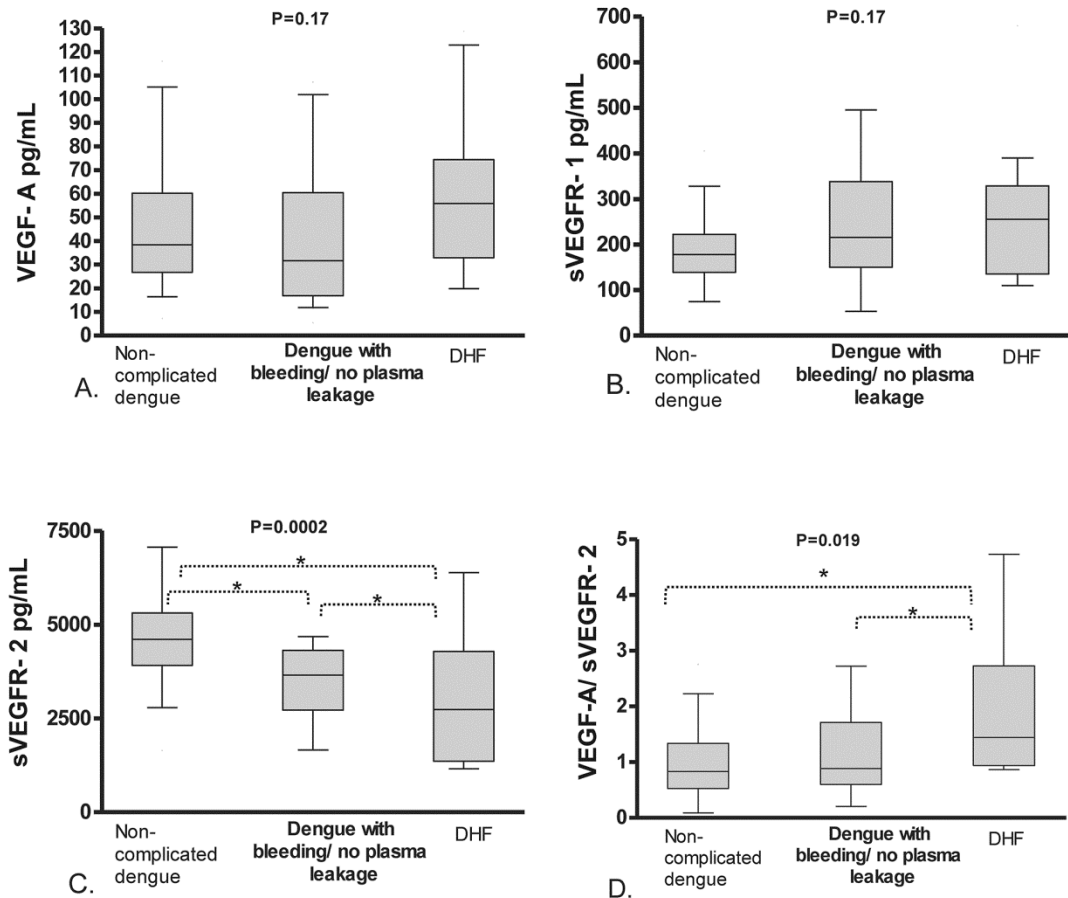 P=0.17
130
120
110
100
90
80
70
60
50
40
30
20
10
0
VEGF- A pg/mL
Non-
complicated
dengue
Dengue with
bleeding/ no plasma
leakage
DHF
A.
P=0.17
700
600
500
400
300
200
100
0
sVEGFR- 1 pg/mL
Non-
complicated
dengue
Dengue with
bleeding/ no plasma
leakage
DHF
B.
P=0.0002
7500
5000
2500
0
sVEGFR- 2 pg/mL
*
*
*
Non-
complicated
dengue
Dengue with
bleeding/ no plasma
leakage
DHF
C.
P=0.019
5
4
3
2
1
0
VEGF-A/ sVEGFR- 2
*
*
Non-
complicated
dengue
Dengue with
bleeding/ no plasma
leakage
DHF
D.